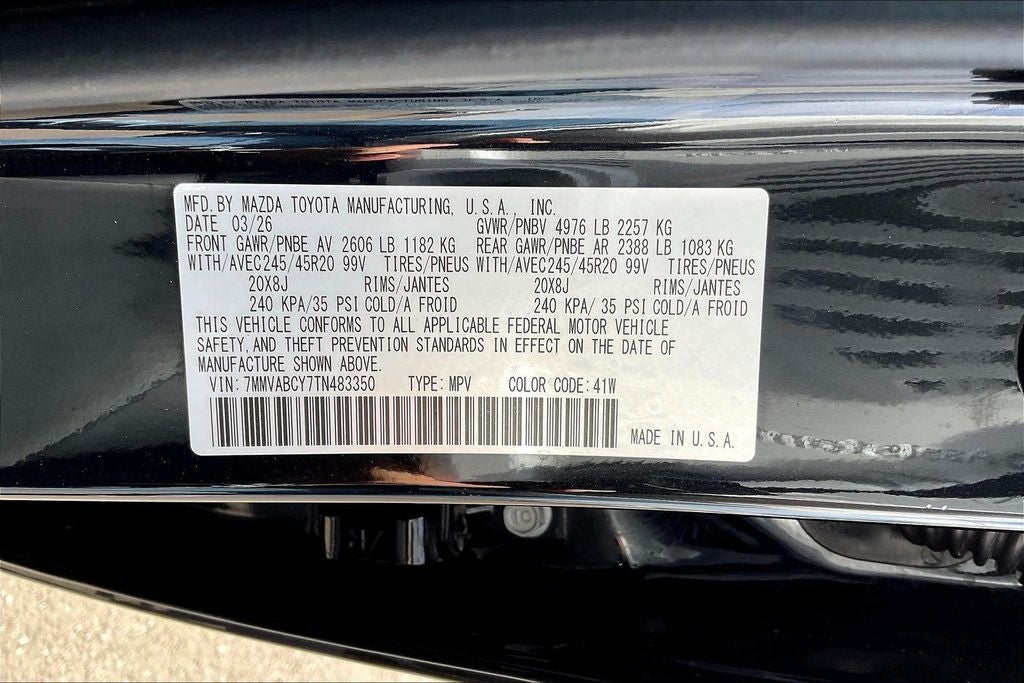 MFD. BY MAZDA TOYOTA MANUFACTURING, U.S.A., INC.
DATE 03/26 GVWR/PNBV 4976 LB 2257 KG
FRONT GAWR/PNBE AV 2606 LB 1182 KG REAR GAWR/PNBE AR 2388 LB 1083 KG
WITH/AVEC245/45R20 99V TIRES/PNEUS WITH/AVEC245/45R20 99V TIRES/PNEUS
20X8J RIMS/JANTES 20X8J RIMS/JANTES
240 KPA/35 PSI COLD/A FROID 240 KPA/ 35 PSI COLD/A FROID
THIS VEHICLE CONFORMS TO ALL APPLICABLE FEDERAL MOTOR VEHICLE
SAFETY, AND THEFT PREVENTION STANDARDS IN EFFECT ON THE DATE OF
MANUFACTURE SHOWN ABOVE.
VIN: 7MMVABCY7TN483350 TYPE: MPV COLOR CODE: 41W
MADE IN U.S.A.